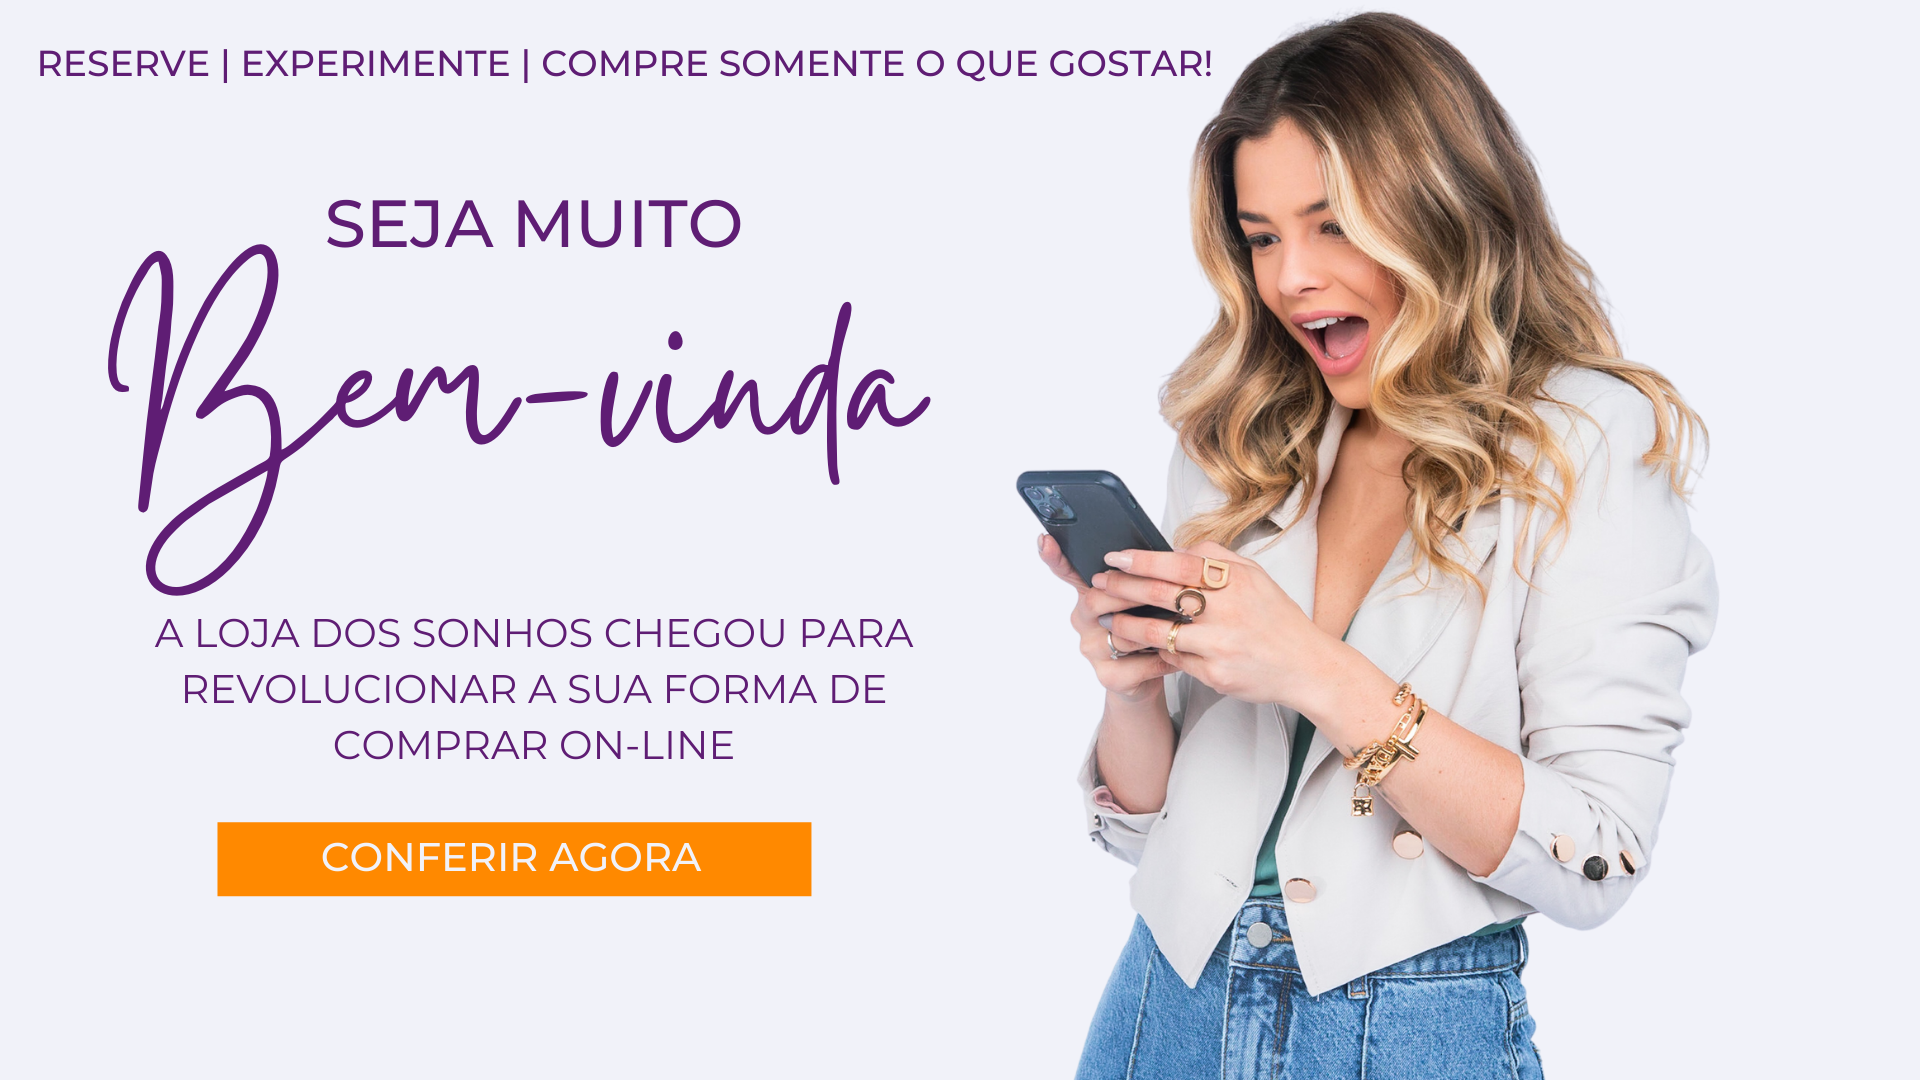 RESERVE | EXPERIMENTE | COMPRE SOMENTE O QUE GOSTAR!
SEJA MUITO
Bem-vinda
A LOJA DOS SONHOS CHEGOU PARA
REVOLUCIONAR A SUA FORMA DE
COMPRAR ON-LINE
CONFERIR AGORA